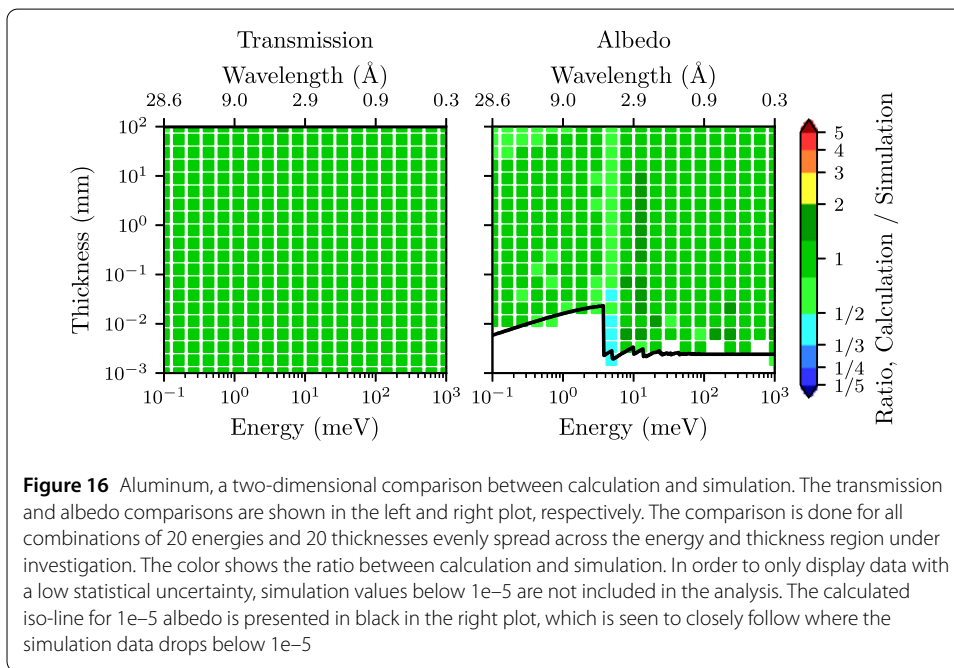 Transmission
Albedo
Wavelength (Å)
Wavelength (Å)
28.6 9.0 2.9 0.9 0.3
28.6 9.0 2.9 0.9 0.3
Thickness (mm)
10²
10¹
10⁰
10⁻¹
10⁻²
10⁻³
10⁻¹ 10⁰ 10¹ 10² 10³
10⁻¹ 10⁰ 10¹ 10² 10³
Energy (meV)
Energy (meV)
5
4
3
2
1
1/2
1/3
1/4
1/5
Ratio, Calculation / Simulation
Figure 16 Aluminum, a two-dimensional comparison between calculation and simulation. The transmission
and albedo comparisons are shown in the left and right plot, respectively. The comparison is done for all
combinations of 20 energies and 20 thicknesses evenly spread across the energy and thickness region under
investigation. The color shows the ratio between calculation and simulation. In order to only display data with
a low statistical uncertainty, simulation values below 1e–5 are not included in the analysis. The calculated
iso-line for 1e–5 albedo is presented in black in the right plot, which is seen to closely follow where the
simulation data drops below 1e–5